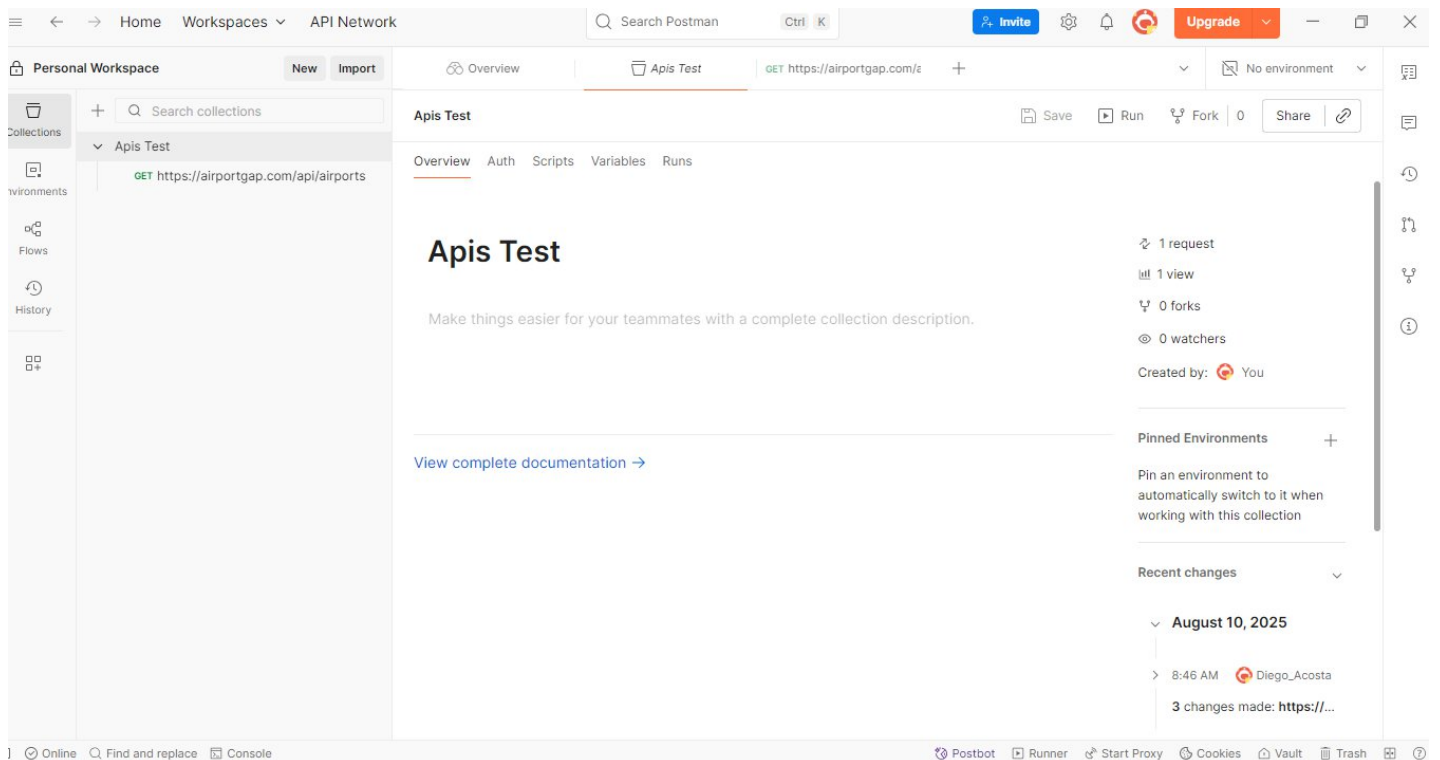 Home Workspaces API Network Search Postman Ctrl K Invite Upgrade
Personal Workspace New Import Overview Apis Test GET https://airportgap.com/a No environment
Collections
nvironments
Flows
History
Search collections
Apis Test
GET https://airportgap.com/api/airports
Apis Test Save Run Fork 0 Share
Overview Auth Scripts Variables Runs
Apis Test
Make things easier for your teammates with a complete collection description.
View complete documentation →
1 request
1 view
0 forks
0 watchers
Created by: You
Pinned Environments
Pin an environment to
automatically switch to it when
working with this collection
Recent changes
August 10, 2025
8:46 AM Diego_Acosta
3 changes made: https://...
Online Find and replace Console Postbot Runner Start Proxy Cookies Vault Trash